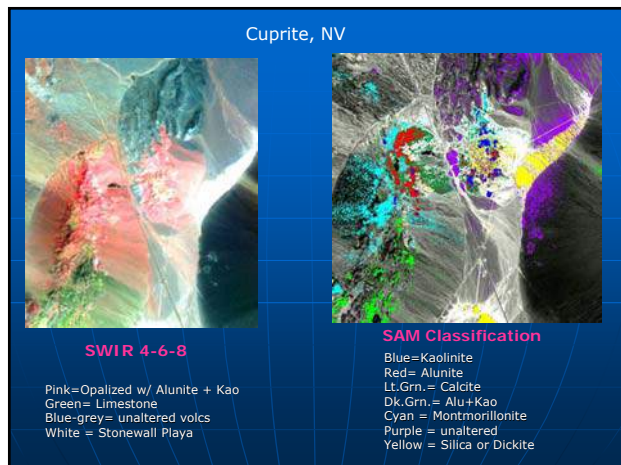 Cuprite, NV
SWIR 4-6-8
Pink=Opalized w/ Alunite + Kao
Green= Limestone
Blue-grey= unaltered volcs
White = Stonewall Playa
SAM Classification
Blue=Kaolinite
Red= Alunite
Lt.Grn.= Calcite
Dk.Grn.= Alu+Kao
Cyan = Montmorillonite
Purple = unaltered
Yellow = Silica or Dickite